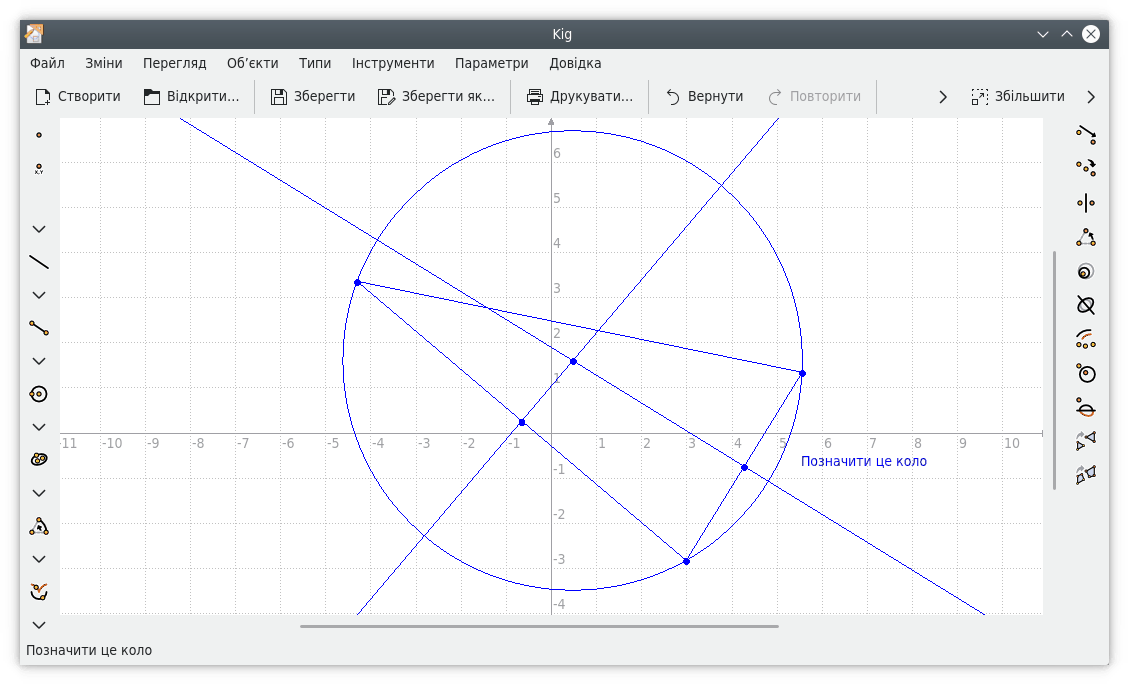 Kig
Файл Зміни Перегляд Об’єкти Типи Інструменти Параметри Довідка
Створити Відкрити... Зберегти Зберегти як... Друкувати... Вернути Повторити Збільшити
X,Y
6
5
4
3
2
1
-11 -10 -9 -8 -7 -6 -5 -4 -3 -2 -1 1 2 3 4 5 6 7 8 9 10
Позначити це коло
-1
-2
-3
-4
Позначити це коло